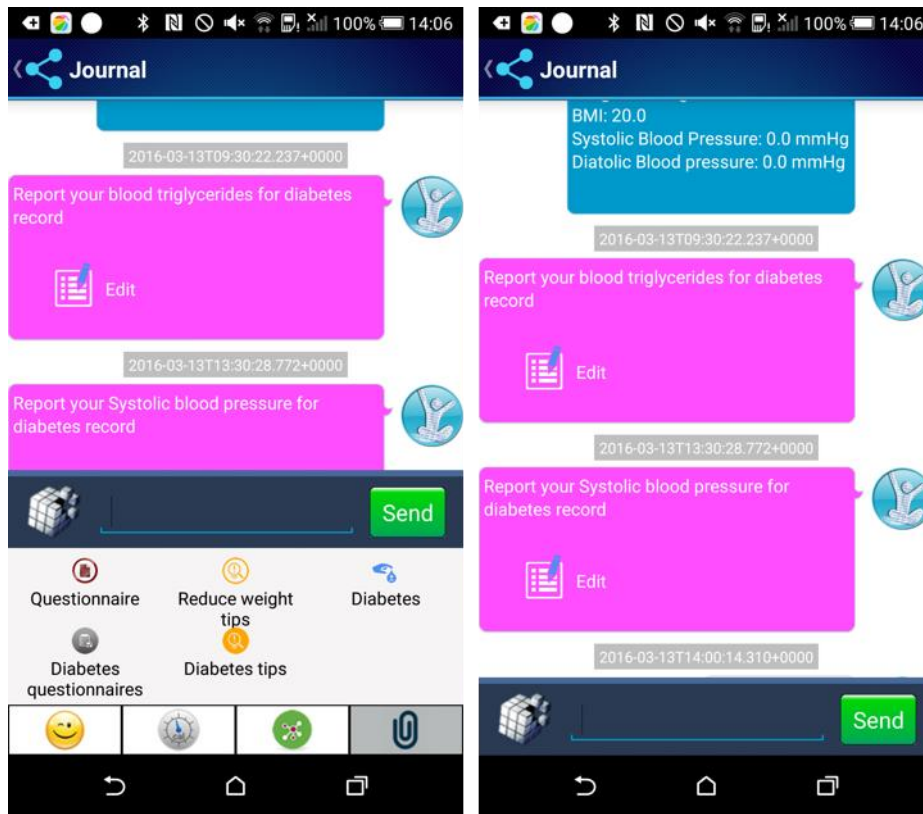 100% 14:06
Journal
2016-03-13T09:30:22.237+0000
Report your blood triglycerides for diabetes
record
Edit
2016-03-13T13:30:28.772+0000
Report your Systolic blood pressure for
diabetes record
Send
Questionnaire
Reduce weight
tips
Diabetes
Diabetes
questionnaires
Diabetes tips
100% 14:06
Journal
BMI: 20.0
Systolic Blood Pressure: 0.0 mmHg
Diatolic Blood pressure: 0.0 mmHg
2016-03-13T09:30:22.237+0000
Report your blood triglycerides for diabetes
record
Edit
2016-03-13T13:30:28.772+0000
Report your Systolic blood pressure for
diabetes record
Edit
2016-03-13T14:00:14.310+0000
Send